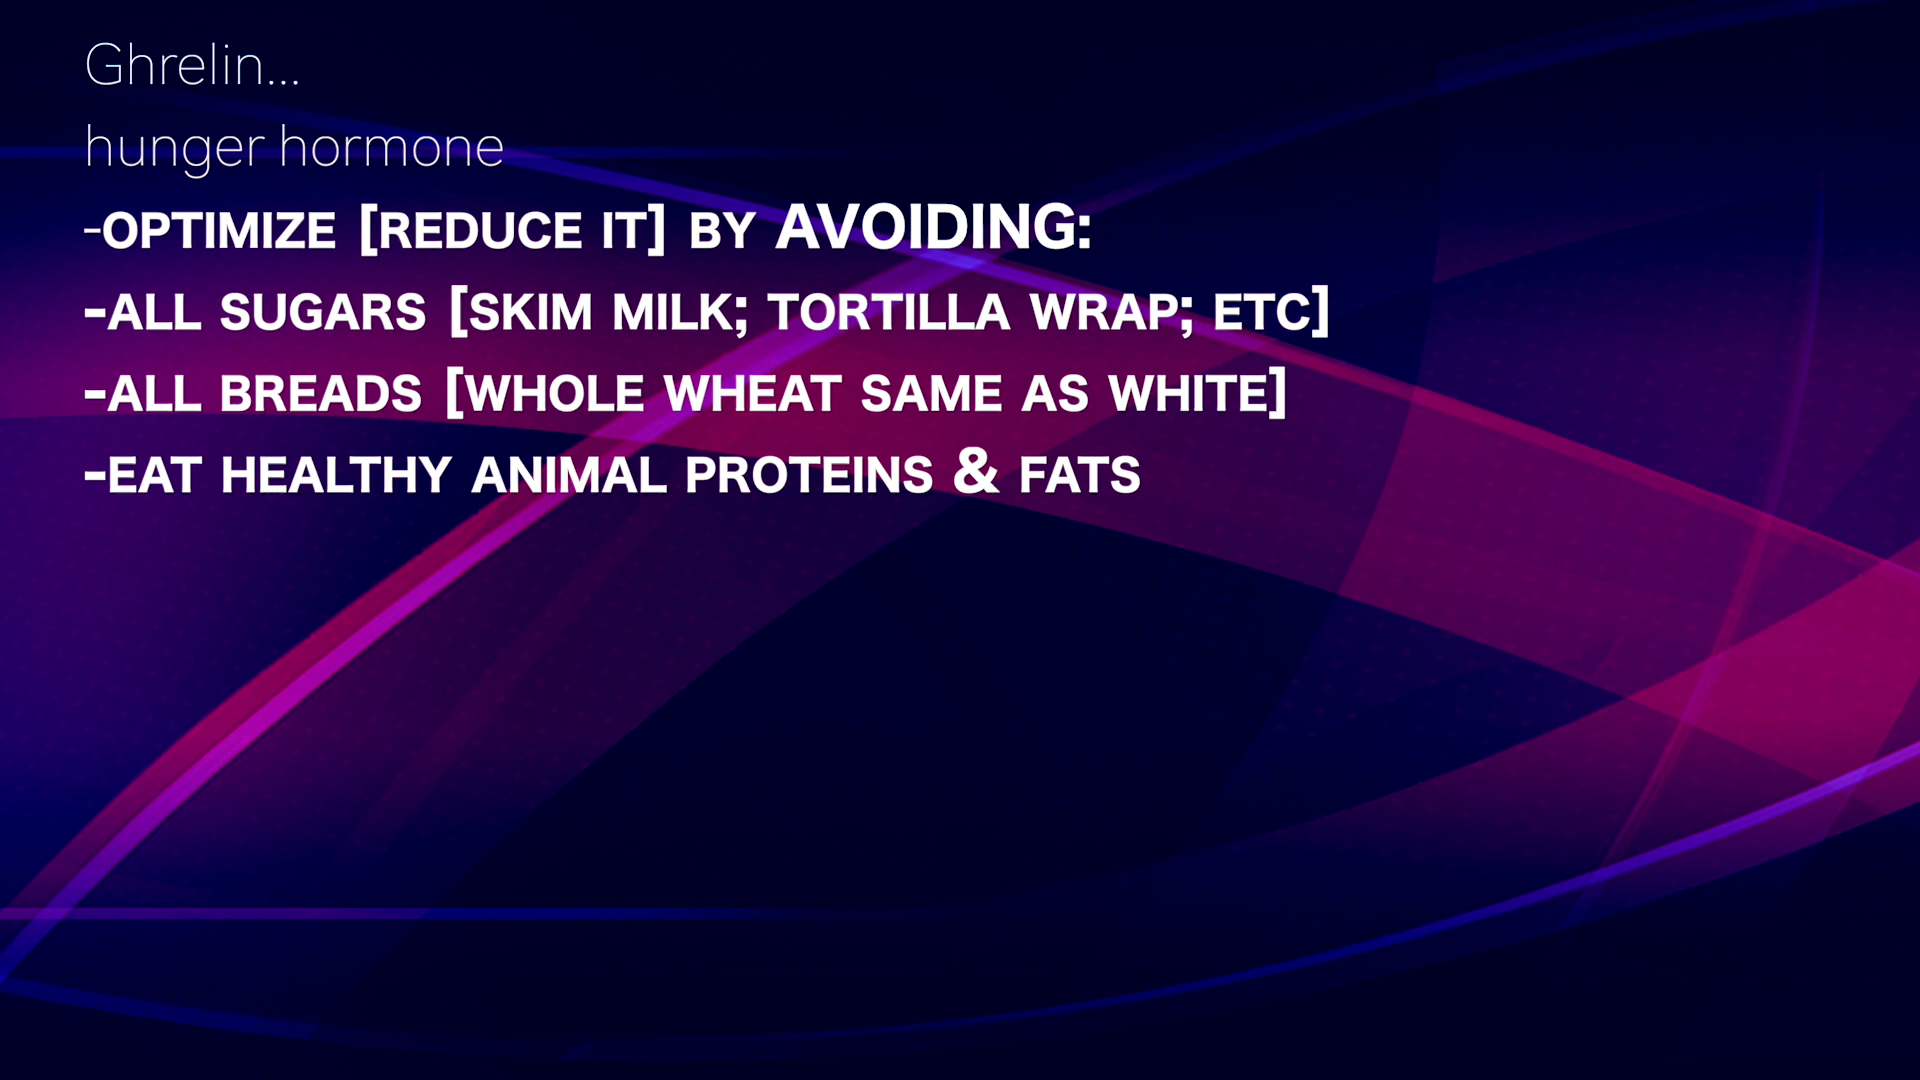 Ghrelin...
hunger hormone
-OPTIMIZE [REDUCE IT] BY AVOIDING:
-ALL SUGARS [SKIM MILK; TORTILLA WRAP; ETC]
-ALL BREADS [WHOLE WHEAT SAME AS WHITE]
-EAT HEALTHY ANIMAL PROTEINS & FATS